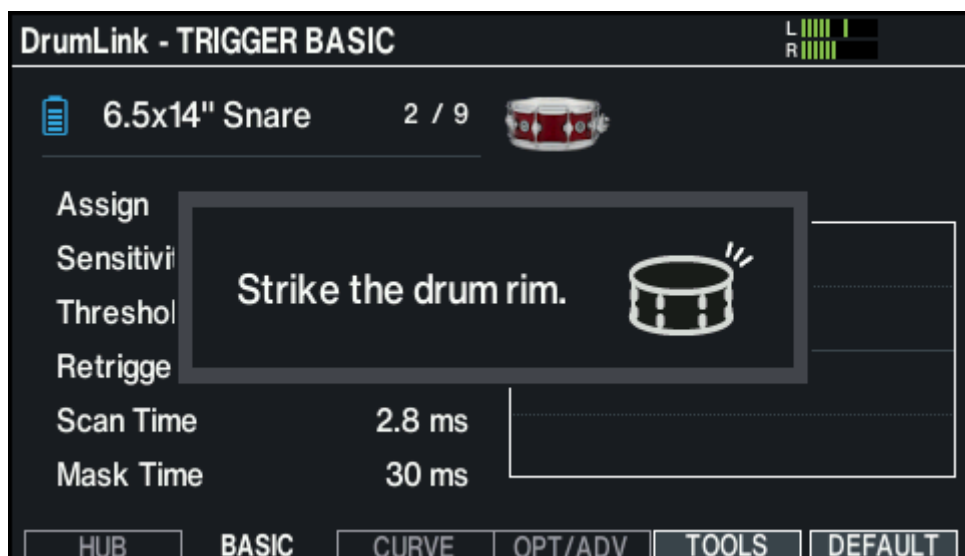 DrumLink - TRIGGER BASIC
L
R
6.5x14" Snare 2 / 9
Assign
Sensitivi
Threshol
Retrigge
Strike the drum rim.
Scan Time 2.8 ms
Mask Time 30 ms
HUB BASIC CURVE OPT/ADV TOOLS DEFAULT